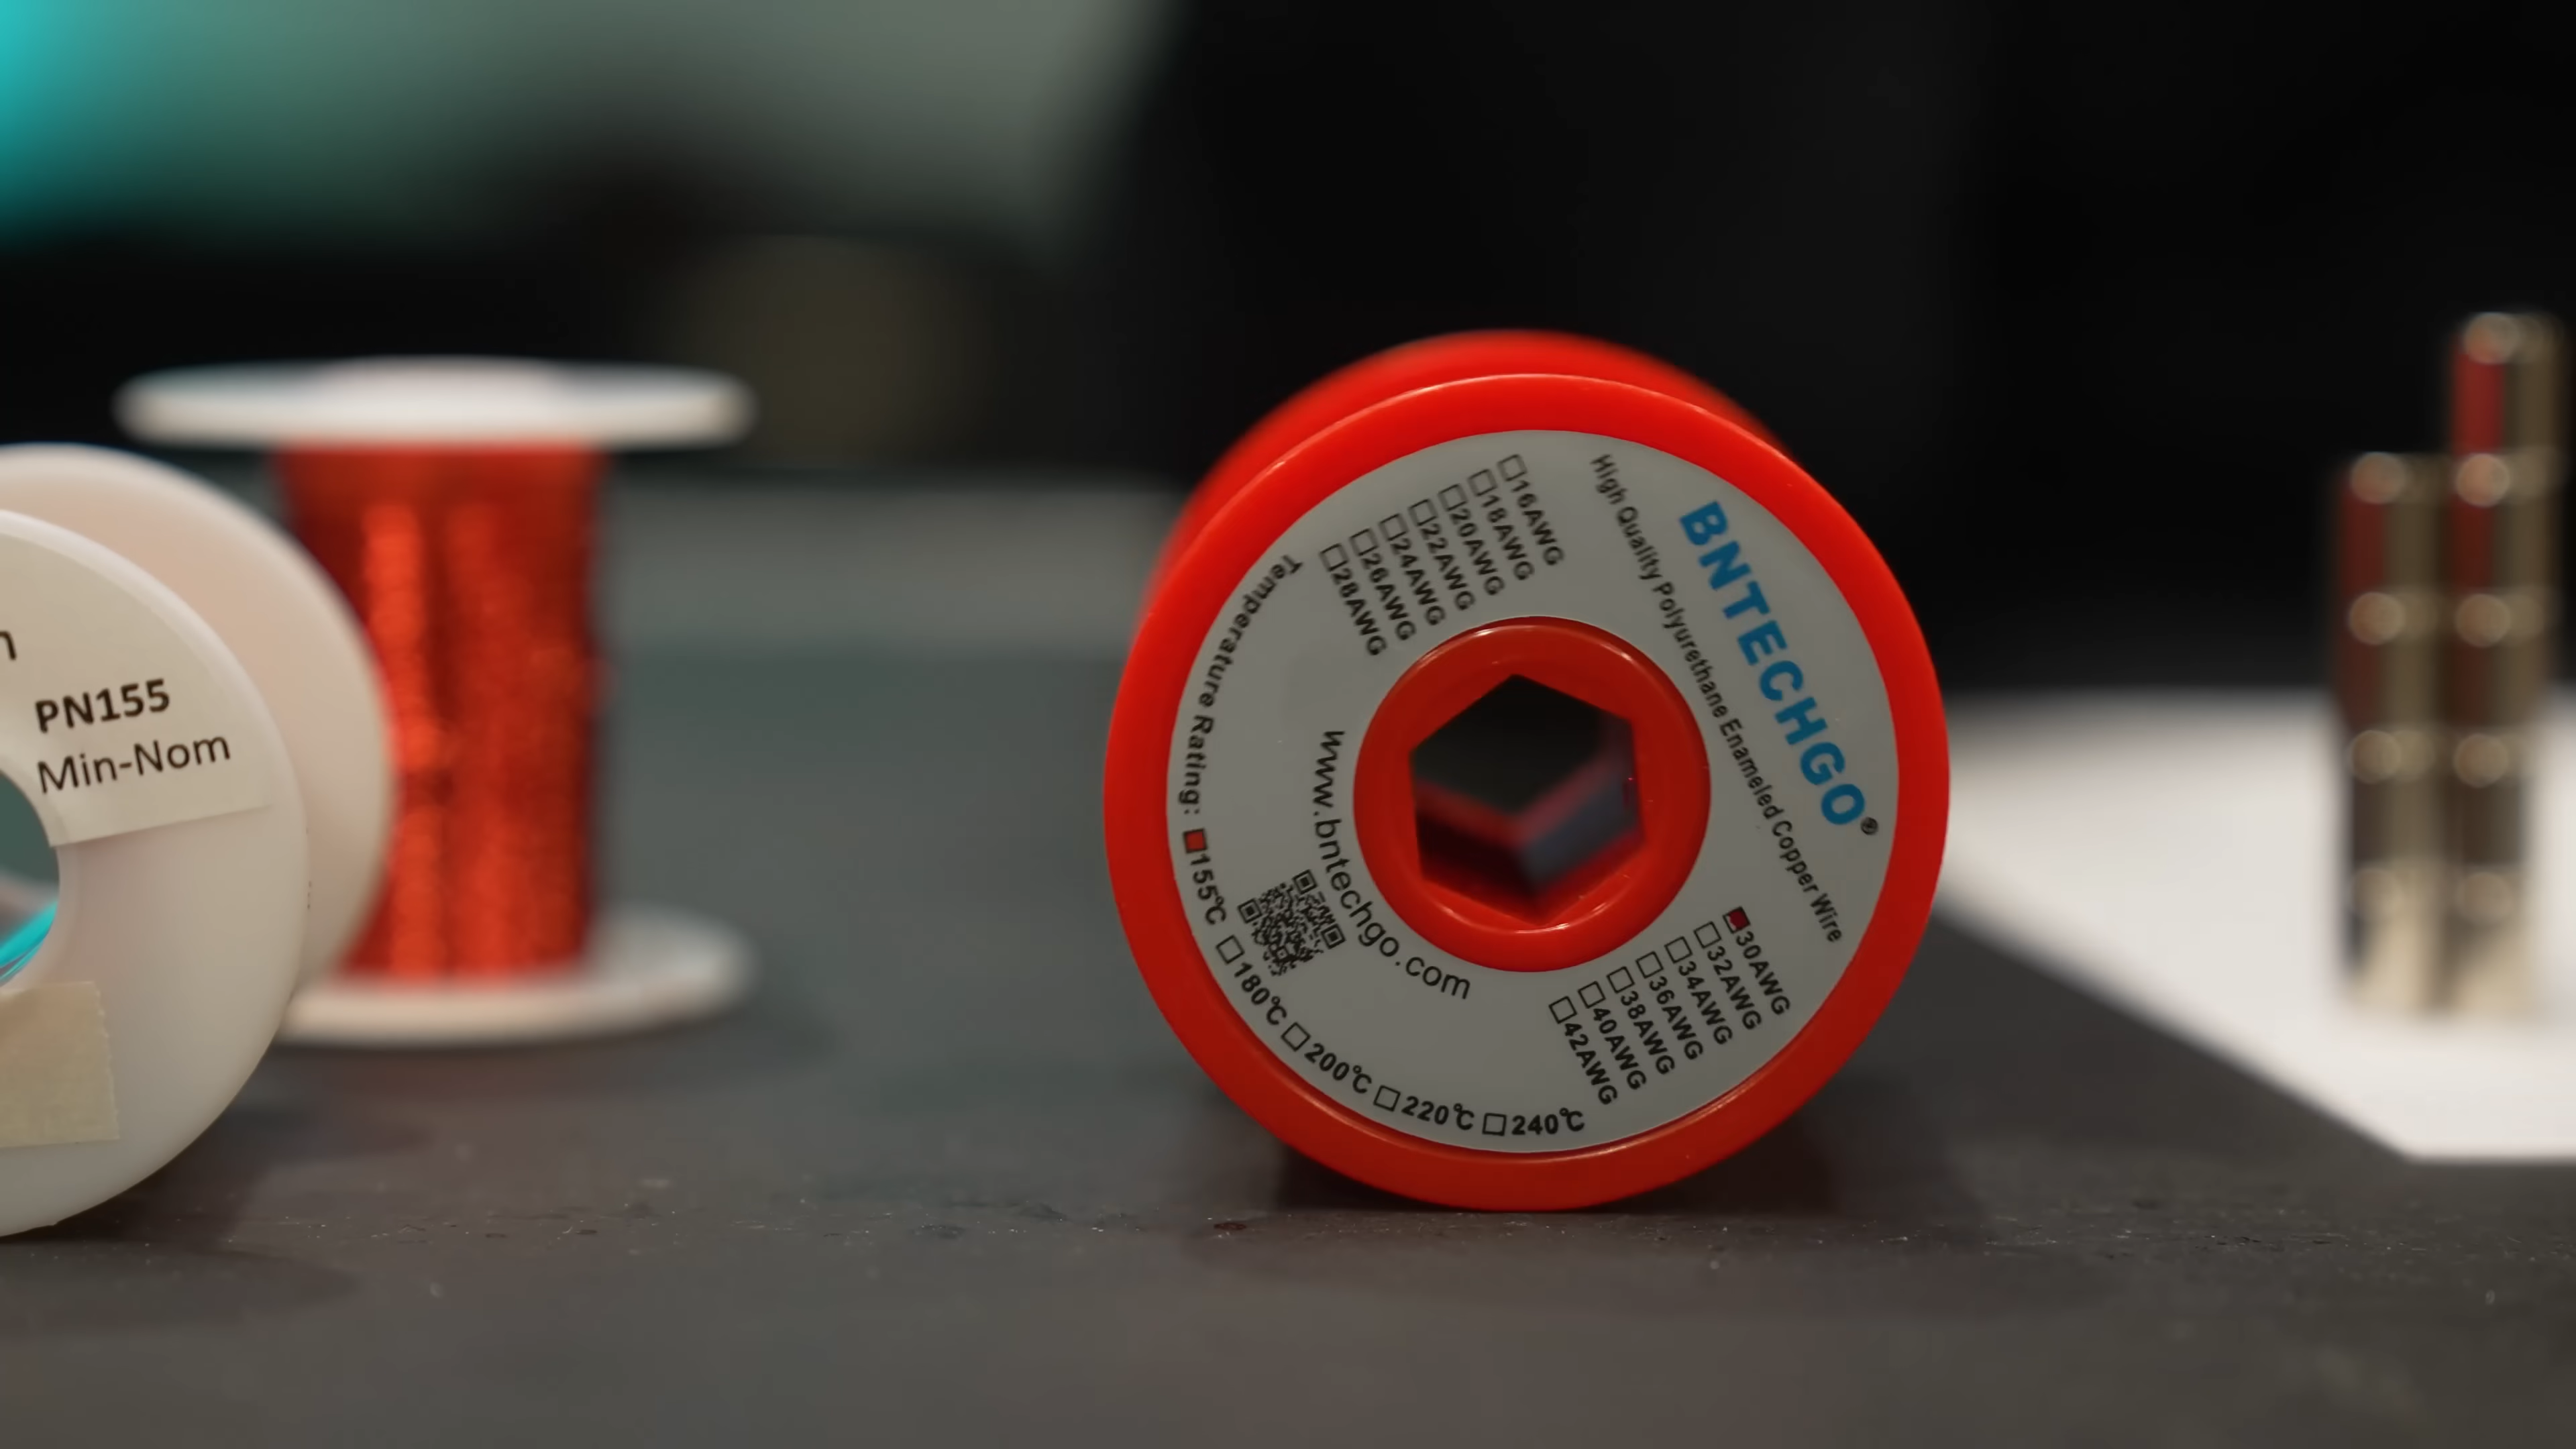 PN155
Min-Nom
BNTECHGO®
High Quality Polyurethane Enameled Copper Wire
16AWG
18AWG
20AWG
22AWG
24AWG
26AWG
28AWG
30AWG
32AWG
34AWG
36AWG
38AWG
40AWG
42AWG
www.bntechgo.com
Temperature Rating: 155℃ 180℃ 200℃ 220℃ 240℃